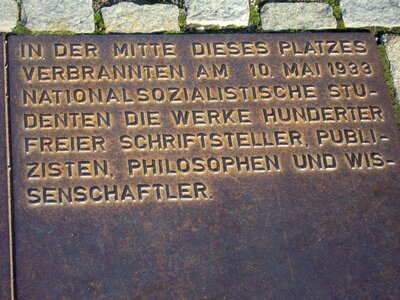 IN DER MITTE DIESES PLATZES
VERBRANNTEN AM 10. MAI 1933
NATIONALSOZIALISTISCHE STU-
DENTEN DIE WERKE HUNDERTER
FREIER SCHRIFTSTELLER, PUBLI-
ZISTEN, PHILOSOPHEN UND WIS-
SENSCHAFTLER.